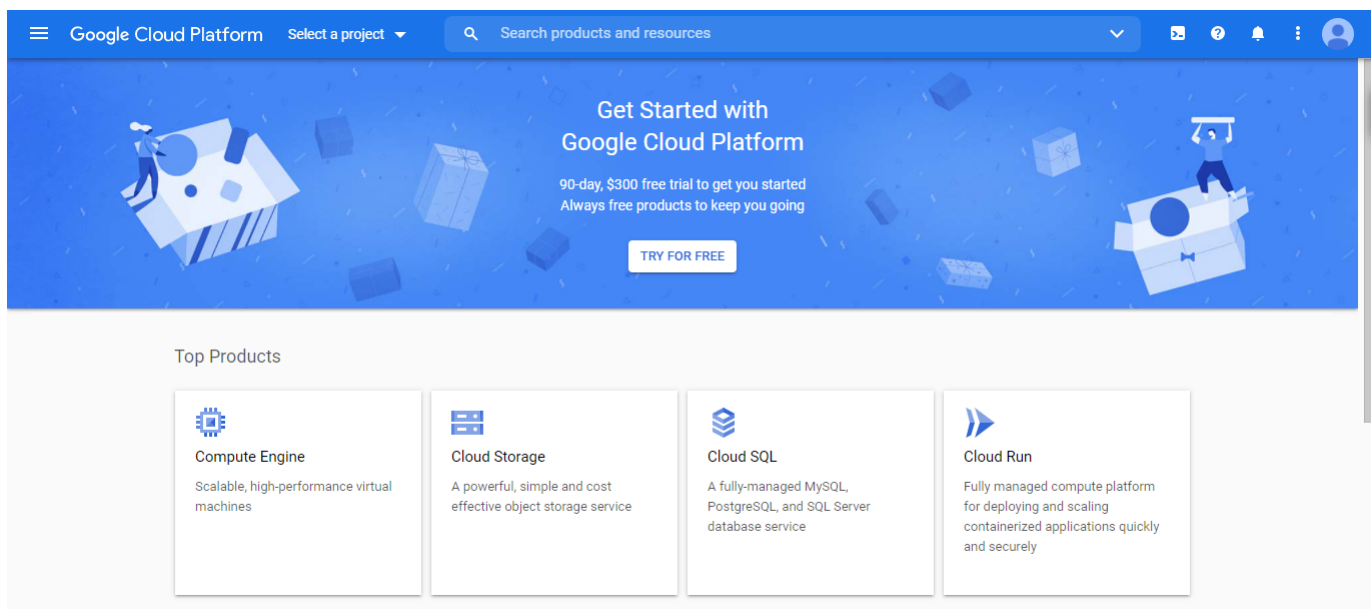 Google Cloud Platform Select a project Search products and resources
Get Started with
Google Cloud Platform
90-day, $300 free trial to get you started
Always free products to keep you going
TRY FOR FREE
Top Products
Compute Engine
Scalable, high-performance virtual
machines
Cloud Storage
A powerful, simple and cost
effective object storage service
Cloud SQL
A fully-managed MySQL,
PostgreSQL, and SQL Server
database service
Cloud Run
Fully managed compute platform
for deploying and scaling
containerized applications quickly
and securely